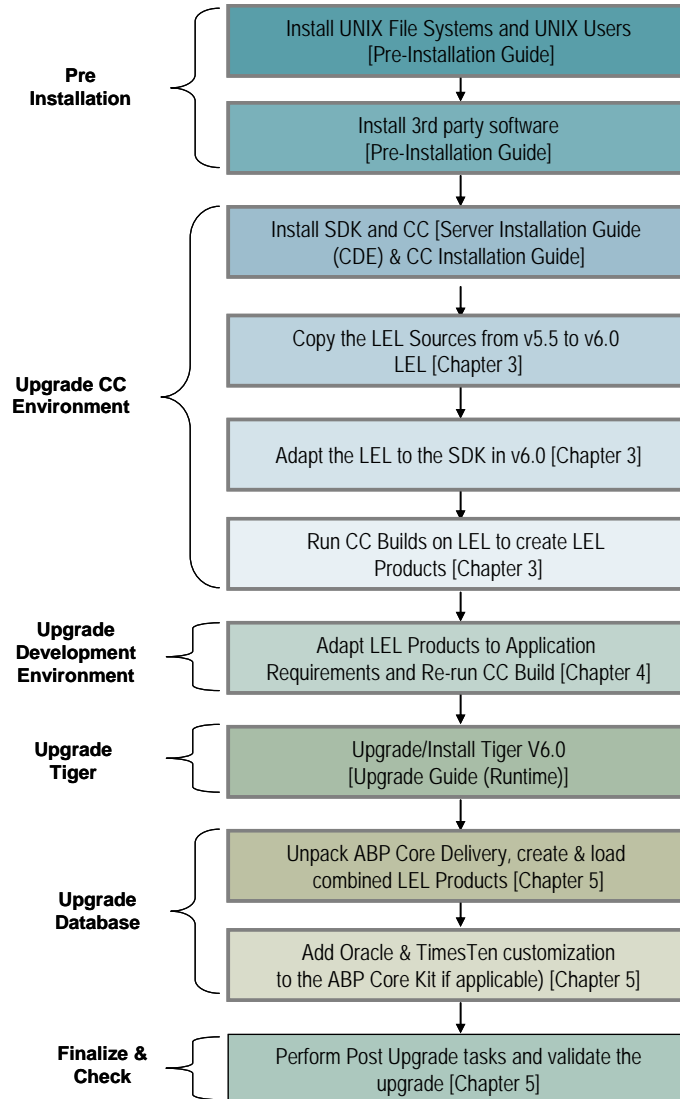 Pre
Installation
Install UNIX File Systems and UNIX Users
[Pre-Installation Guide]
Install 3rd party software
[Pre-Installation Guide]
Upgrade CC
Environment
Install SDK and CC [Server Installation Guide
(CDE) & CC Installation Guide]
Copy the LEL Sources from v5.5 to v6.0
LEL [Chapter 3]
Adapt the LEL to the SDK in v6.0 [Chapter 3]
Run CC Builds on LEL to create LEL
Products [Chapter 3]
Upgrade
Development
Environment
Adapt LEL Products to Application
Requirements and Re-run CC Build [Chapter 4]
Upgrade
Tiger
Upgrade/Install Tiger V6.0
[Upgrade Guide (Runtime)]
Upgrade
Database
Unpack ABP Core Delivery, create & load
combined LEL Products [Chapter 5]
Add Oracle & TimesTen customization
to the ABP Core Kit if applicable) [Chapter 5]
Finalize &
Check
Perform Post Upgrade tasks and validate the
upgrade [Chapter 5]